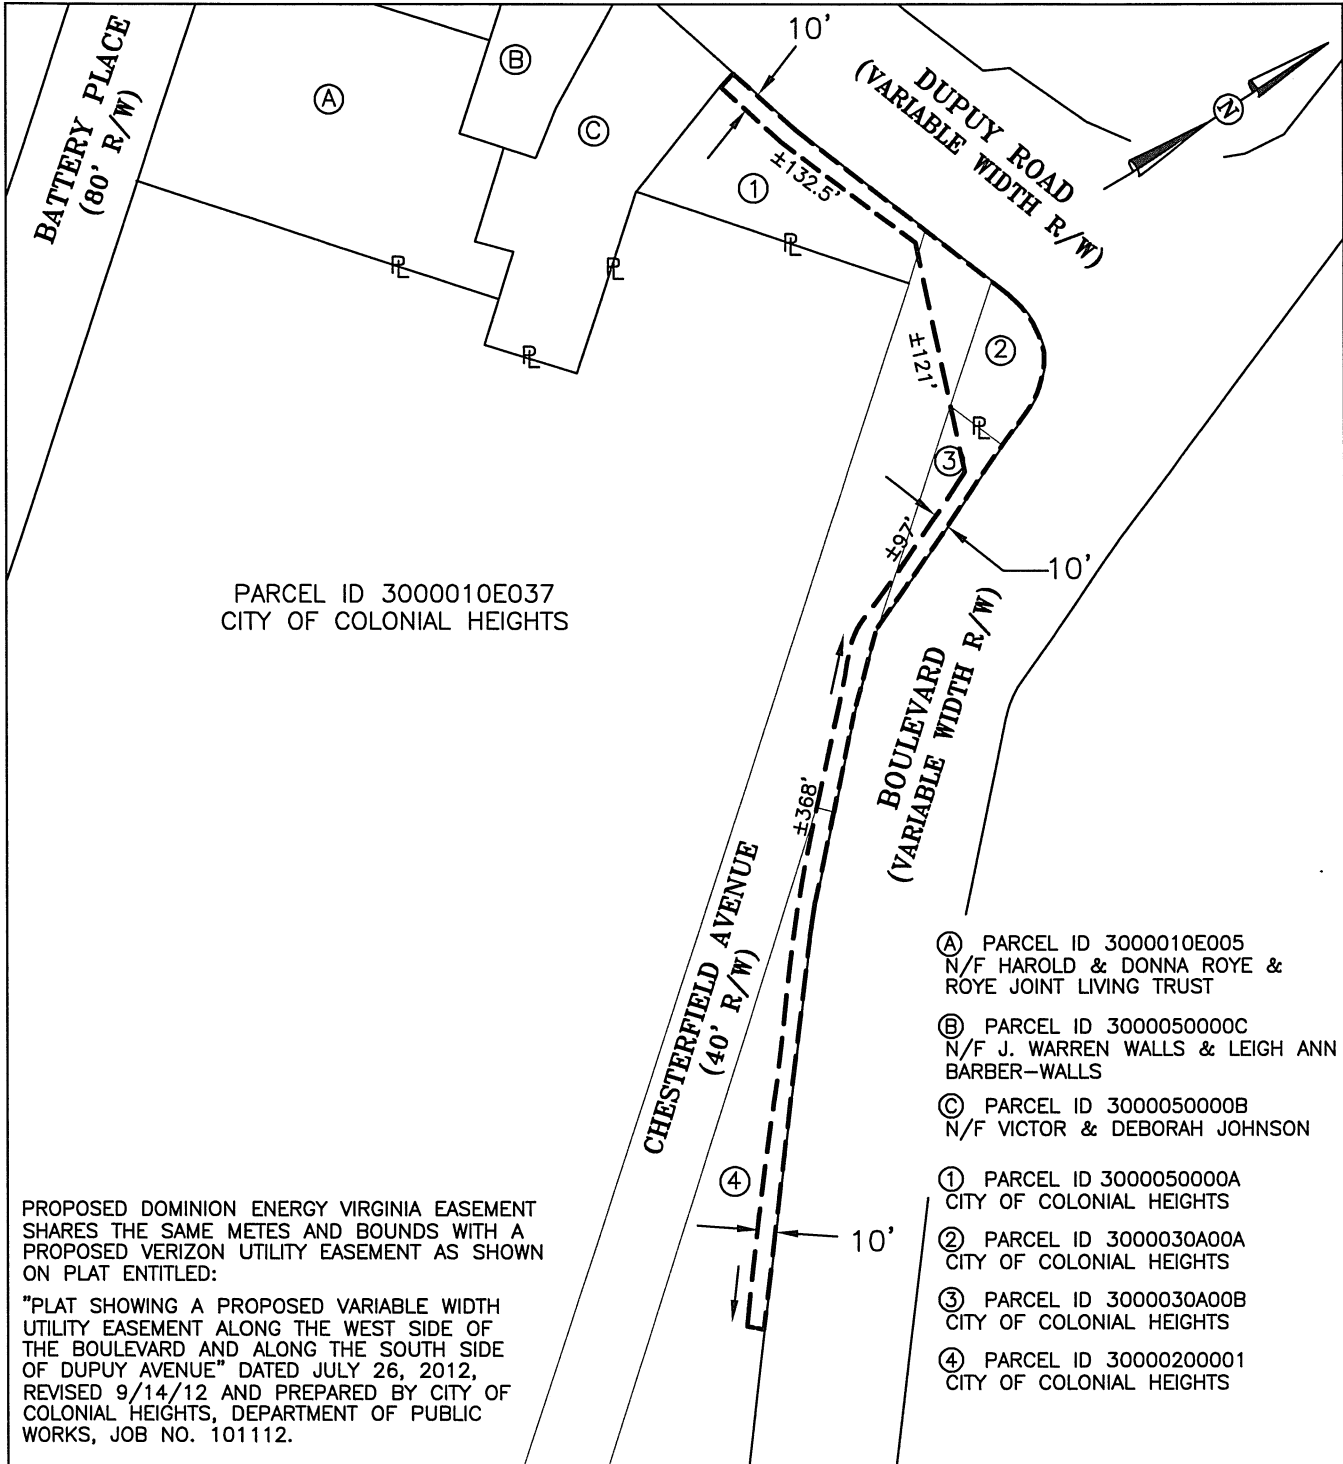 10'
BATTERY PLACE
(80' R/W)
B
A
C
DUPUY ROAD
(VARIABLE WIDTH R/W)
N
±132.5'
1
PL
PL
PL
PL
2
±121'
PL
3
±97'
10'
PARCEL ID 3000010E037
CITY OF COLONIAL HEIGHTS
BOULEVARD
(VARIABLE WIDTH R/W)
±368'
CHESTERFIELD AVENUE
(40' R/W)
4
10'
A PARCEL ID 3000010E005
N/F HAROLD & DONNA ROYE &
ROYE JOINT LIVING TRUST
B PARCEL ID 3000050000C
N/F J. WARREN WALLS & LEIGH ANN
BARBER-WALLS
C PARCEL ID 3000050000B
N/F VICTOR & DEBORAH JOHNSON
1 PARCEL ID 3000050000A
CITY OF COLONIAL HEIGHTS
2 PARCEL ID 3000030A00A
CITY OF COLONIAL HEIGHTS
3 PARCEL ID 3000030A00B
CITY OF COLONIAL HEIGHTS
4 PARCEL ID 30000200001
CITY OF COLONIAL HEIGHTS
PROPOSED DOMINION ENERGY VIRGINIA EASEMENT
SHARES THE SAME METES AND BOUNDS WITH A
PROPOSED VERIZON UTILITY EASEMENT AS SHOWN
ON PLAT ENTITLED:
"PLAT SHOWING A PROPOSED VARIABLE WIDTH
UTILITY EASEMENT ALONG THE WEST SIDE OF
THE BOULEVARD AND ALONG THE SOUTH SIDE
OF DUPUY AVENUE" DATED JULY 26, 2012,
REVISED 9/14/12 AND PREPARED BY CITY OF
COLONIAL HEIGHTS, DEPARTMENT OF PUBLIC
WORKS, JOB NO. 101112.